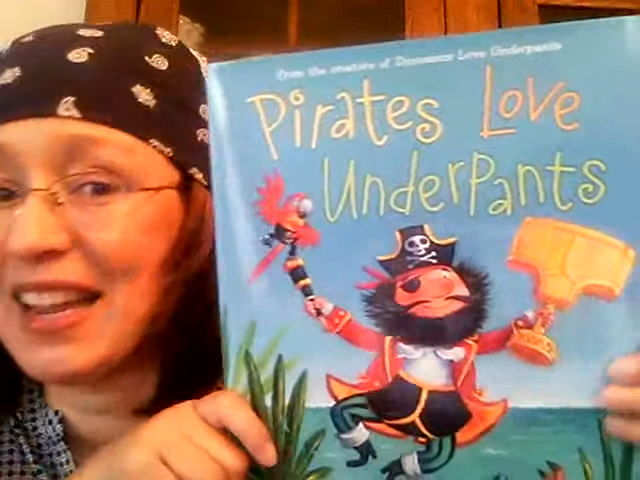 From the creators of Dinosaurs Love Underpants
Pirates Love
UnderPants